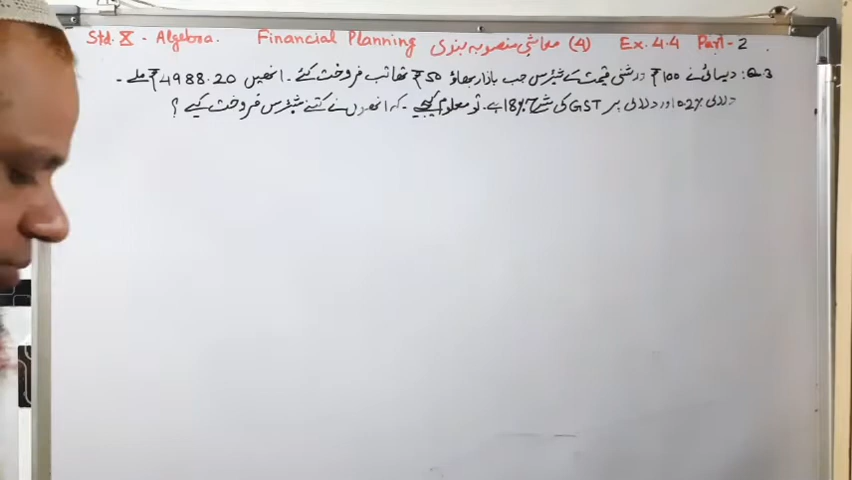 Std. X - Algebra. Financial Planning معاشی منصوبہ بندی (4) Ex. 4.4 Part - 2
Q.3: دیسائی نے ₹100 درشنی قیمت کے شیئرس جب بازار بھاؤ ₹50 تھا تب فروخت کئے۔ انھیں ₹4988.20 ملے۔
دلالی 0.2% اور دلالی پر GST کی شرح 18% ہے۔ تو معلوم کیجیے۔ کہ انھوں نے کتنے شیئرس فروخت کیے؟